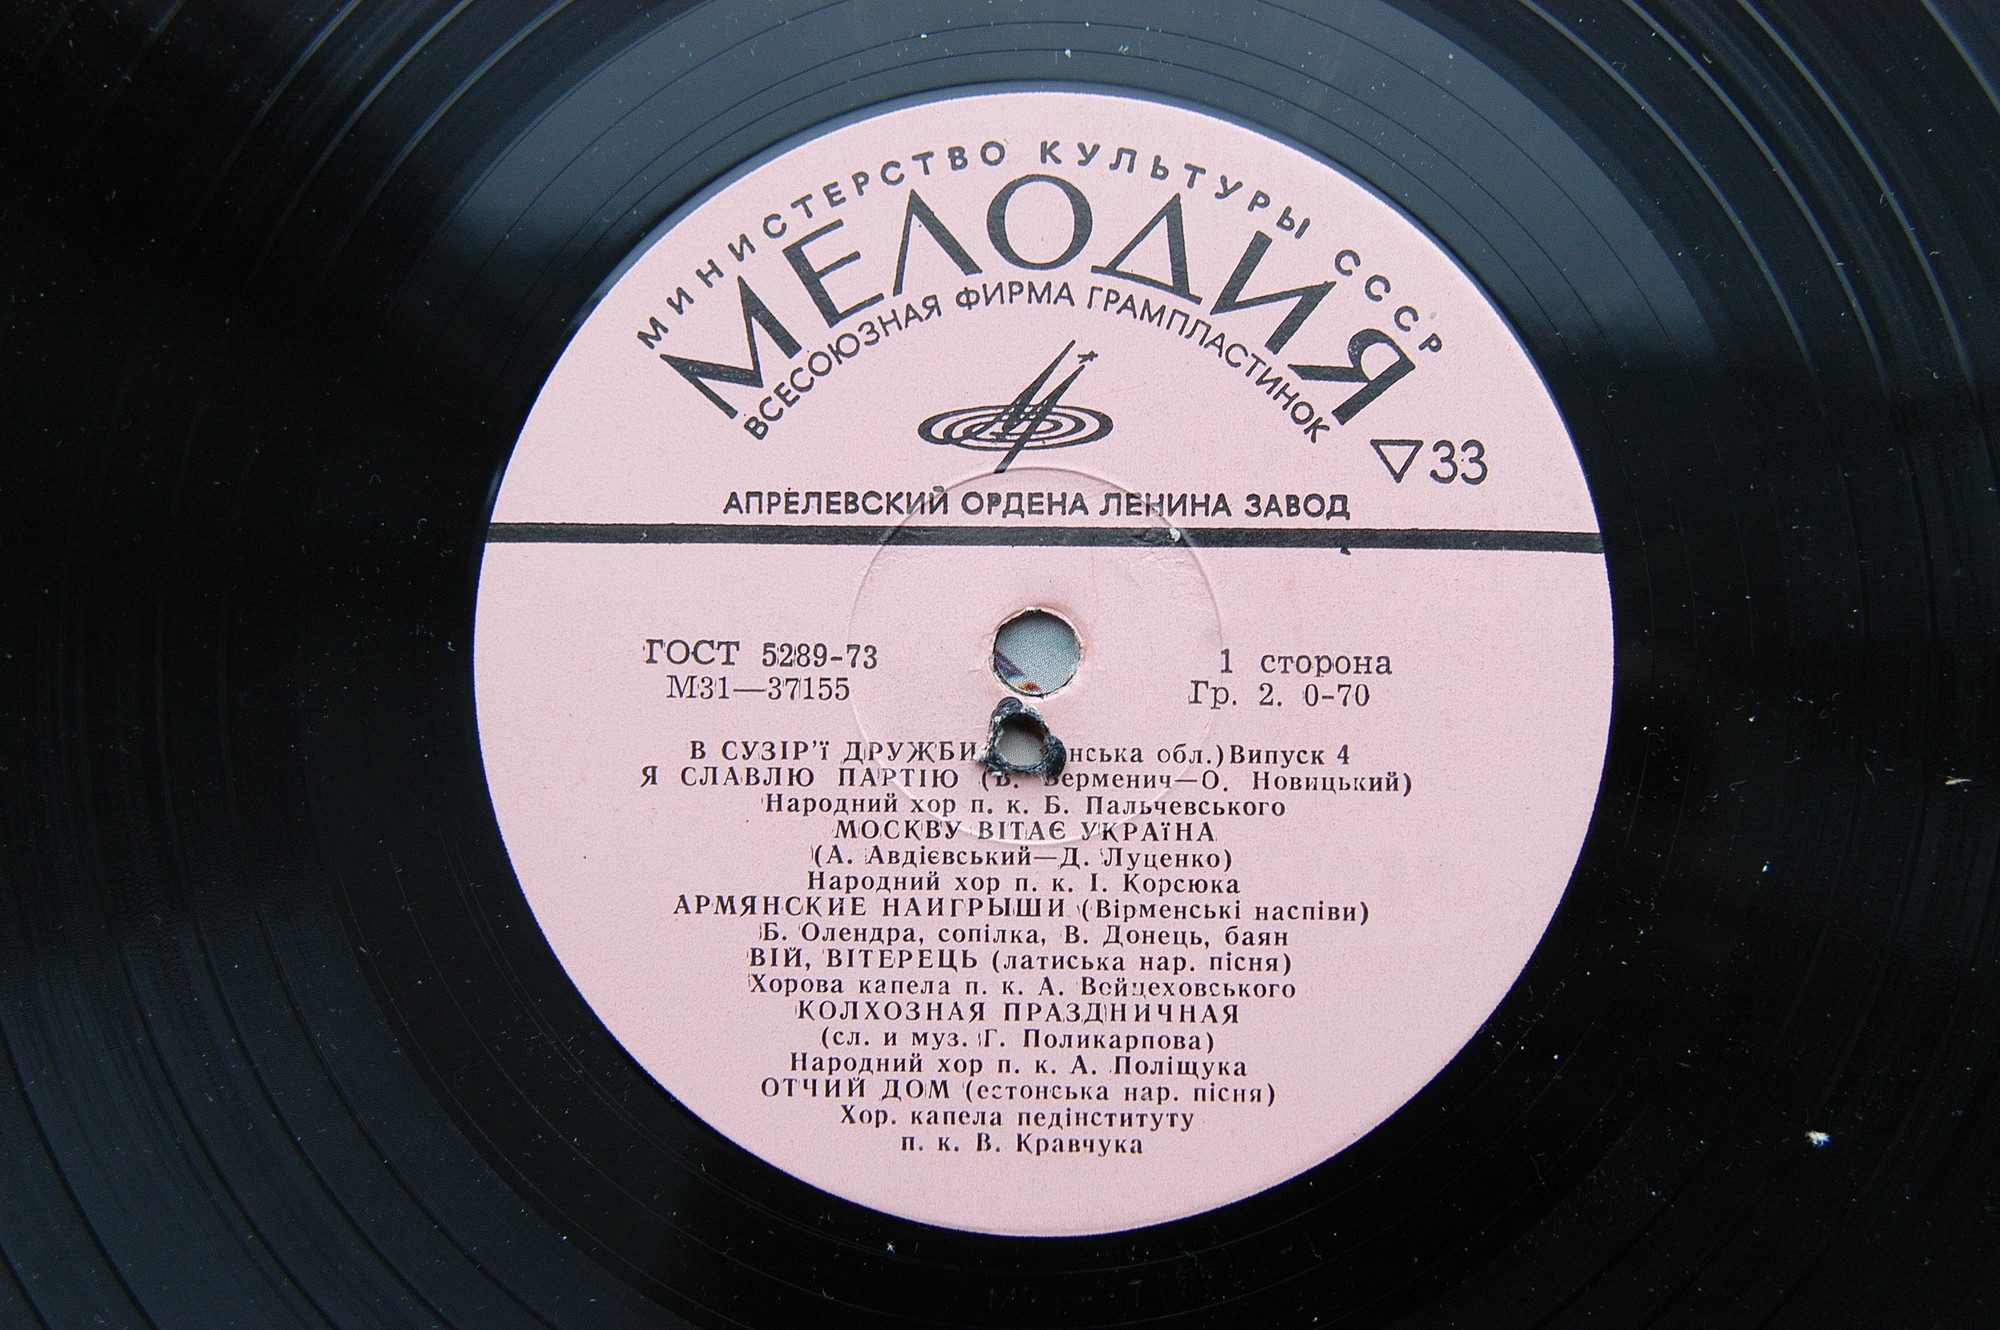 МИНИСТЕРСТВО КУЛЬТУРЫ СССР
МЕЛОДИЯ
ВСЕСОЮЗНАЯ ФИРМА ГРАМПЛАСТИНОК
33
АПРЕЛЕВСКИЙ ОРДЕНА ЛЕНИНА ЗАВОД
ГОСТ 5289-73
М31—37155
1 сторона
Гр. 2. 0-70
В СУЗІР'Ї ДРУЖБИ обл.) Випуск 4
Я СЛАВЛЮ ПАРТІЮ Верменич—О. Новицький)
Народний хор п. к. Б. Пальчевського
МОСКВУ ВІТАЄ УКРАЇНА
(А. Авдієвський—Д. Луценко)
Народний хор п. к. І. Корсюка
АРМЯНСКИЕ НАИГРЫШИ (Вірменські наспіви)
Б. Олендра, сопілка, В. Донець, баян
ВІЙ, ВІТЕРЕЦЬ (латиська нар. пісня)
Хорова капела п. к. А. Войцеховського
КОЛХОЗНАЯ ПРАЗДНИЧНАЯ
(сл. и муз. Г. Поликарпова)
Народний хор п. к. А. Поліщука
ОТЧИЙ ДОМ (естонська нар. пісня)
Хор. капела педінституту
п. к. В. Кравчука